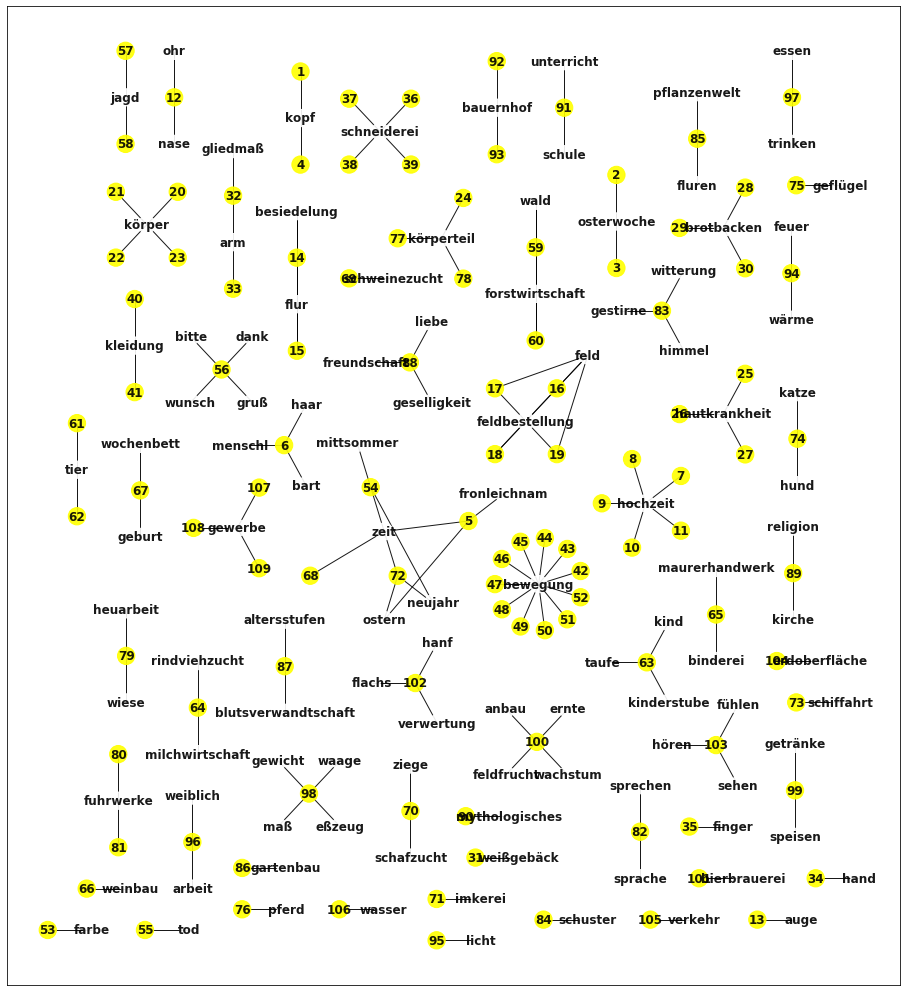 57 ohr
1
92 unterricht
essen
jagd 12
kopf
37 36
schneiderei
38 39
bauernhof 91
pflanzenwelt 97
58 nase
gliedmaß
4
93 schule
85
trinken
21 20
körper
22 23
32
arm
33
besiedelung
14
flur
15
24
77 körperteil
78
69 schweinezucht
wald
59
forstwirtschaft
60
2
osterwoche
3
fluren
28
29 brotbacken
30
75 geflügel
feuer
94
wärme
witterung
gestirne 83
himmel
40
kleidung
41
bitte dank
56
wunsch gruß
liebe
freundschaft 88
geselligkeit
feld
17 16
feldbestellung
18 19
25
26 hautkrankheit
27
katze
74
hund
61
tier
62
wochenbett
67
geburt
haar
menschl 6
bart
107
108 gewerbe
109
mittsommer
54
fronleichnam
5
zeit
68 72
neujahr
ostern
8
7
9 hochzeit
10 11
45 44 43
46 42
47 bewegung
48 52
49 50 51
religion
89
kirche
maurerhandwerk
65
binderei
heuarbeit
79
wiese
rindviehzucht
64
milchwirtschaft
altersstufen
87
blutsverwandtschaft
hanf
flachs 102
verwertung
kind
taufe 63
kinderstube
104 erdoberfläche
73 schiffahrt
anbau ernte
100
feldfrucht wachstum
fühlen
hören 103
sehen
getränke
99
speisen
80
fuhrwerke
81
weiblich
96
arbeit
gewicht waage
98
maß eßzeug
ziege
70
schafzucht
90 mythologisches
sprechen
82
sprache
35 finger
31 weißgebäck
86 gartenbau
101 bierbrauerei
34 hand
66 weinbau
71 imkerei
76 pferd
106 wasser
84 schuster
105 verkehr
13 auge
53 farbe
55 tod
95 licht